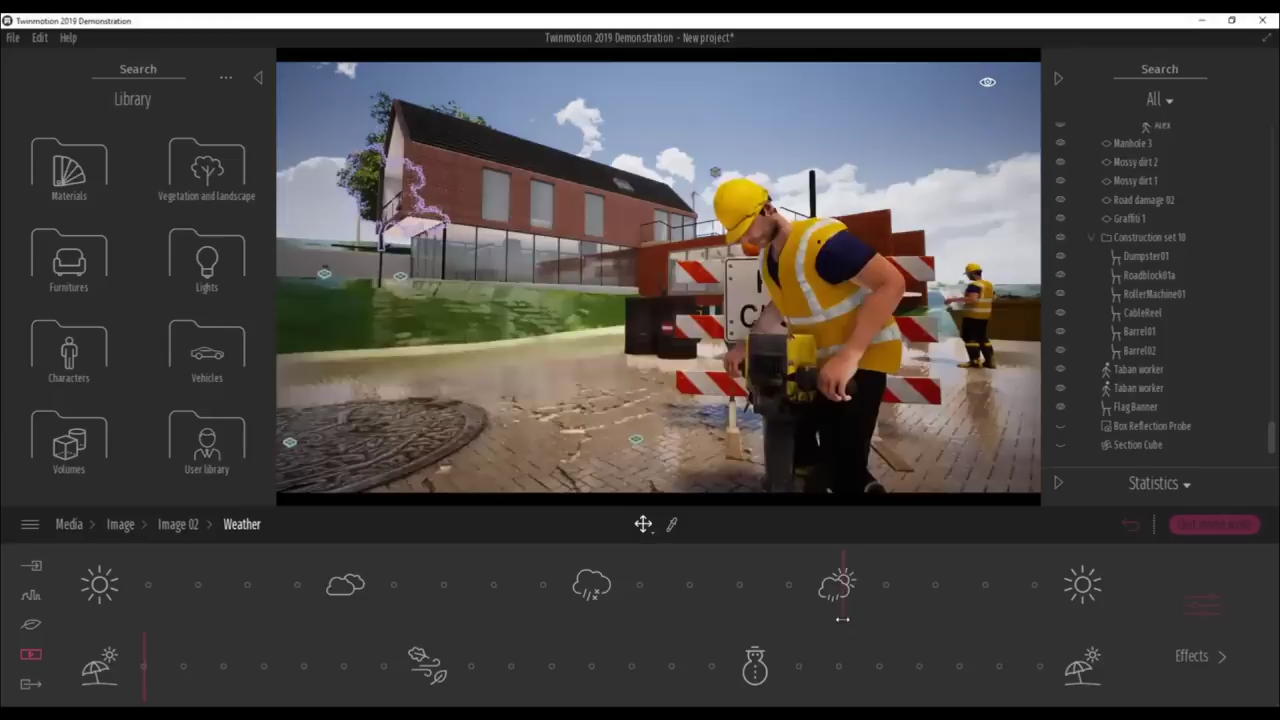 Twinmotion 2019 Demonstration
File Edit Help
Twinmotion 2019 Demonstration - New project*
Search
Library
Materials
Vegetation and landscape
Furnitures
Lights
Characters
Vehicles
Volumes
User library
Search
All
Alex
Manhole 3
Mossy dirt 2
Mossy dirt 1
Road damage 02
Graffiti 1
Construction set 10
Dumpster01
Roadblock01a
RollerMachine01
CableReel
Barrel01
Barrel02
Taban worker
Taban worker
Flag Banner
Box Reflection Probe
Section Cube
Statistics
Media > Image > Image 02 > Weather
Effects